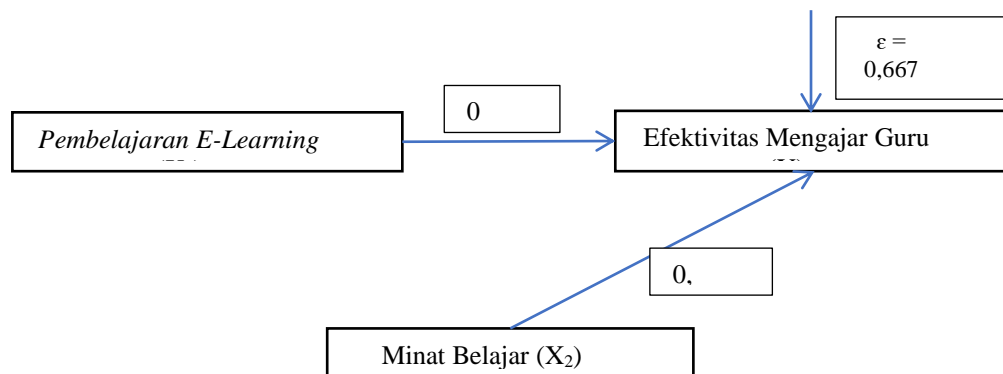 ε =
0,667
0
Pembelajaran E-Learning
Efektivitas Mengajar Guru
0,
Minat Belajar (X₂)